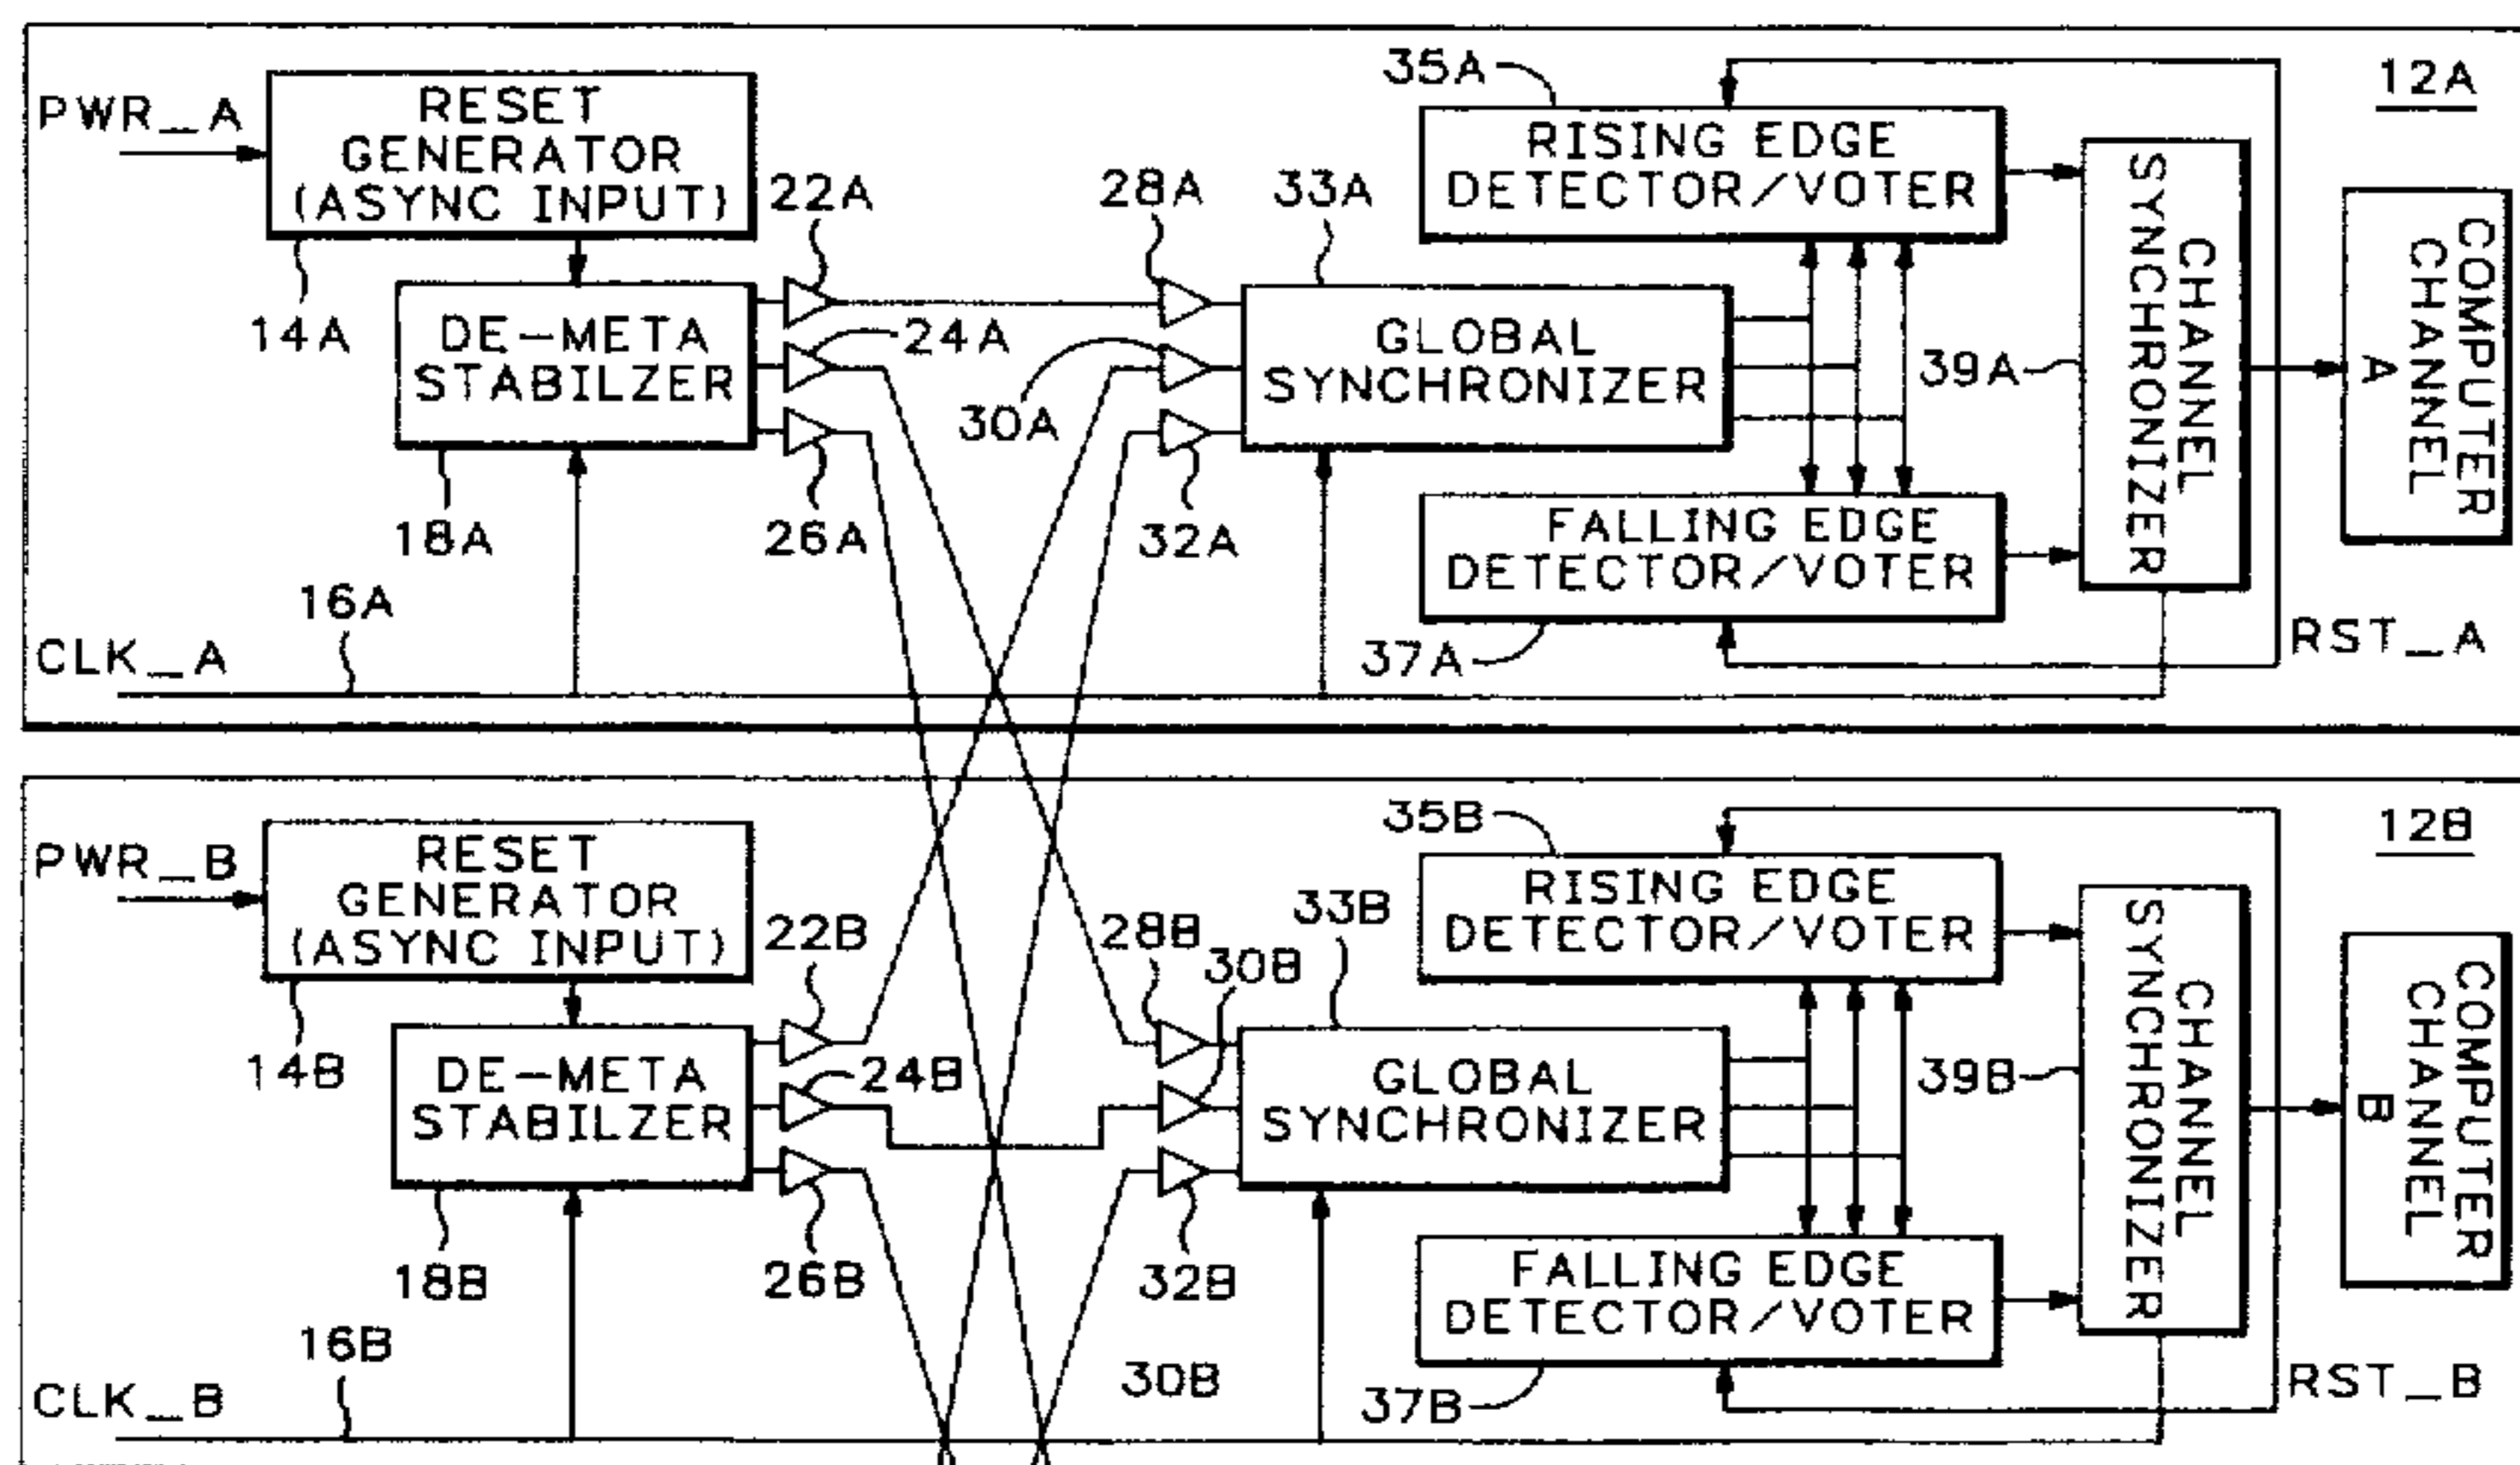 12A
PWR_A
RESET
GENERATOR
(ASYNC INPUT)
14A
DE-META
STABILZER
18A
22A
24A
26A
28A
30A
32A
33A
GLOBAL
SYNCHRONIZER
35A
RISING EDGE
DETECTOR/VOTER
FALLING EDGE
DETECTOR/VOTER
37A
39A
CHANNEL
SYNCHRONIZER
COMPUTER
CHANNEL
A
RST_A
16A
CLK_A
12B
PWR_B
RESET
GENERATOR
(ASYNC INPUT)
14B
DE-META
STABILZER
18B
22B
24B
26B
28B
30B
32B
30B
33B
GLOBAL
SYNCHRONIZER
35B
RISING EDGE
DETECTOR/VOTER
FALLING EDGE
DETECTOR/VOTER
37B
39B
CHANNEL
SYNCHRONIZER
COMPUTER
CHANNEL
B
RST_B
16B
CLK_B